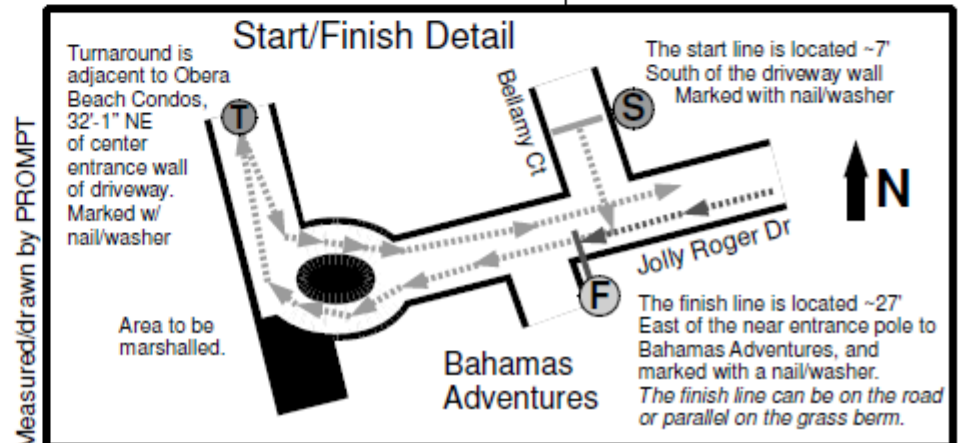 Start/Finish Detail
Turnaround is
adjacent to Obera
Beach Condos,
32'-1" NE
of center
entrance wall
of driveway.
Marked w/
nail/washer
T
Bellamy Ct
S
The start line is located ~7'
South of the driveway wall
Marked with nail/washer
N
Jolly Roger Dr
F
The finish line is located ~27'
East of the near entrance pole to
Bahamas Adventures, and
marked with a nail/washer.
The finish line can be on the road
or parallel on the grass berm.
Area to be
marshalled.
Bahamas
Adventures
Measured/drawn by PROMPT